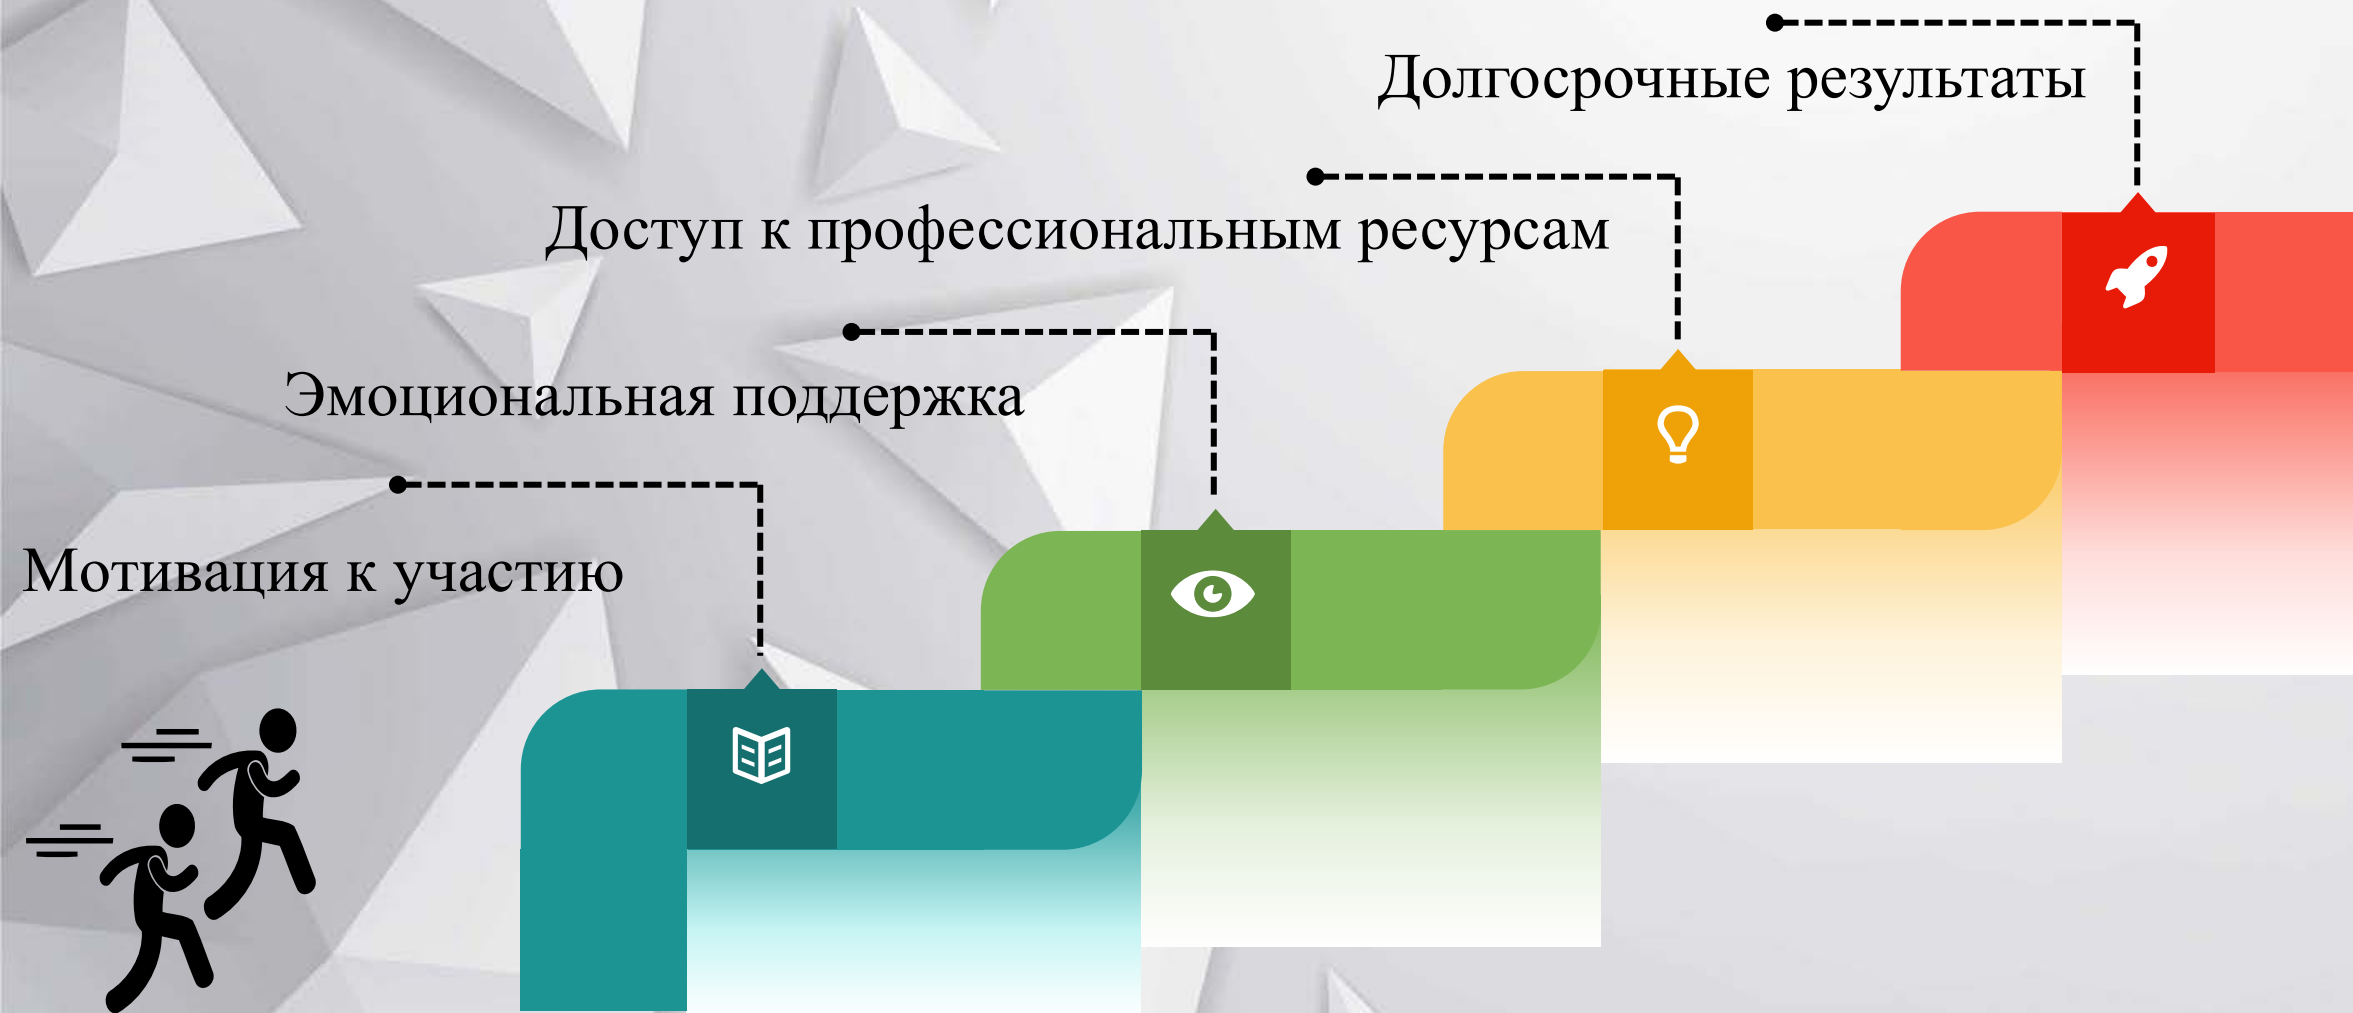 Долгосрочные результаты
Доступ к профессиональным ресурсам
Эмоциональная поддержка
Мотивация к участию